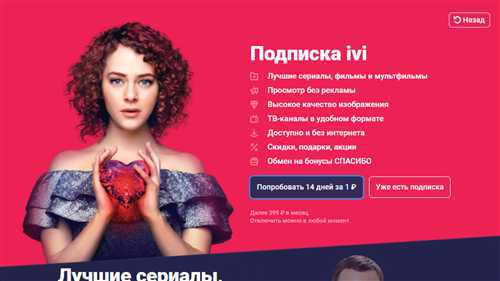 Назад
Подписка ivi
Лучшие сериалы, фильмы и мультфильмы
Просмотр без рекламы
Высокое качество изображения
ТВ-каналы в удобном формате
Доступно и без интернета
Скидки, подарки, акции
Обмен на бонусы СПАСИБО
Попробовать 14 дней за 1 ₽
Уже есть подписка
Далее 399 ₽ в месяц.
Отключить можно в любой момент.
Лучшие сериалы,